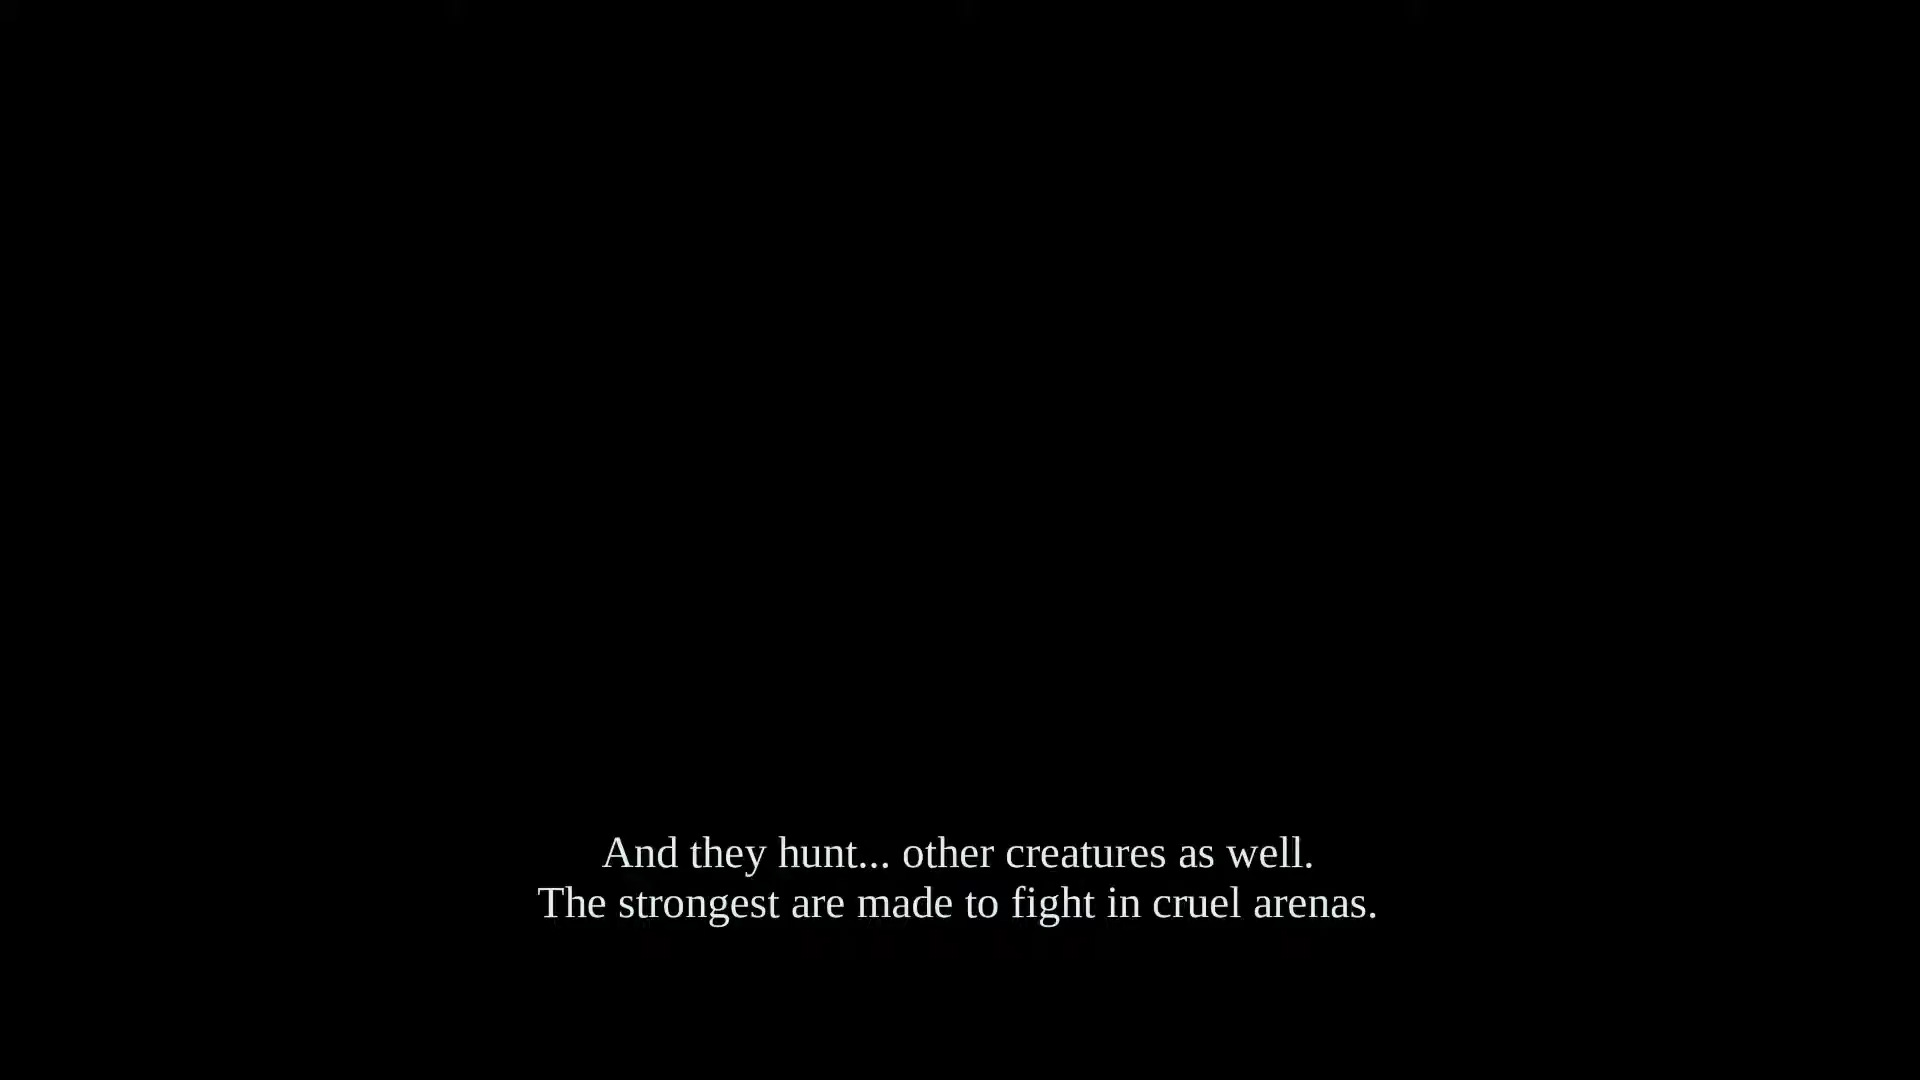 And they hunt... other creatures as well.
The strongest are made to fight in cruel arenas.